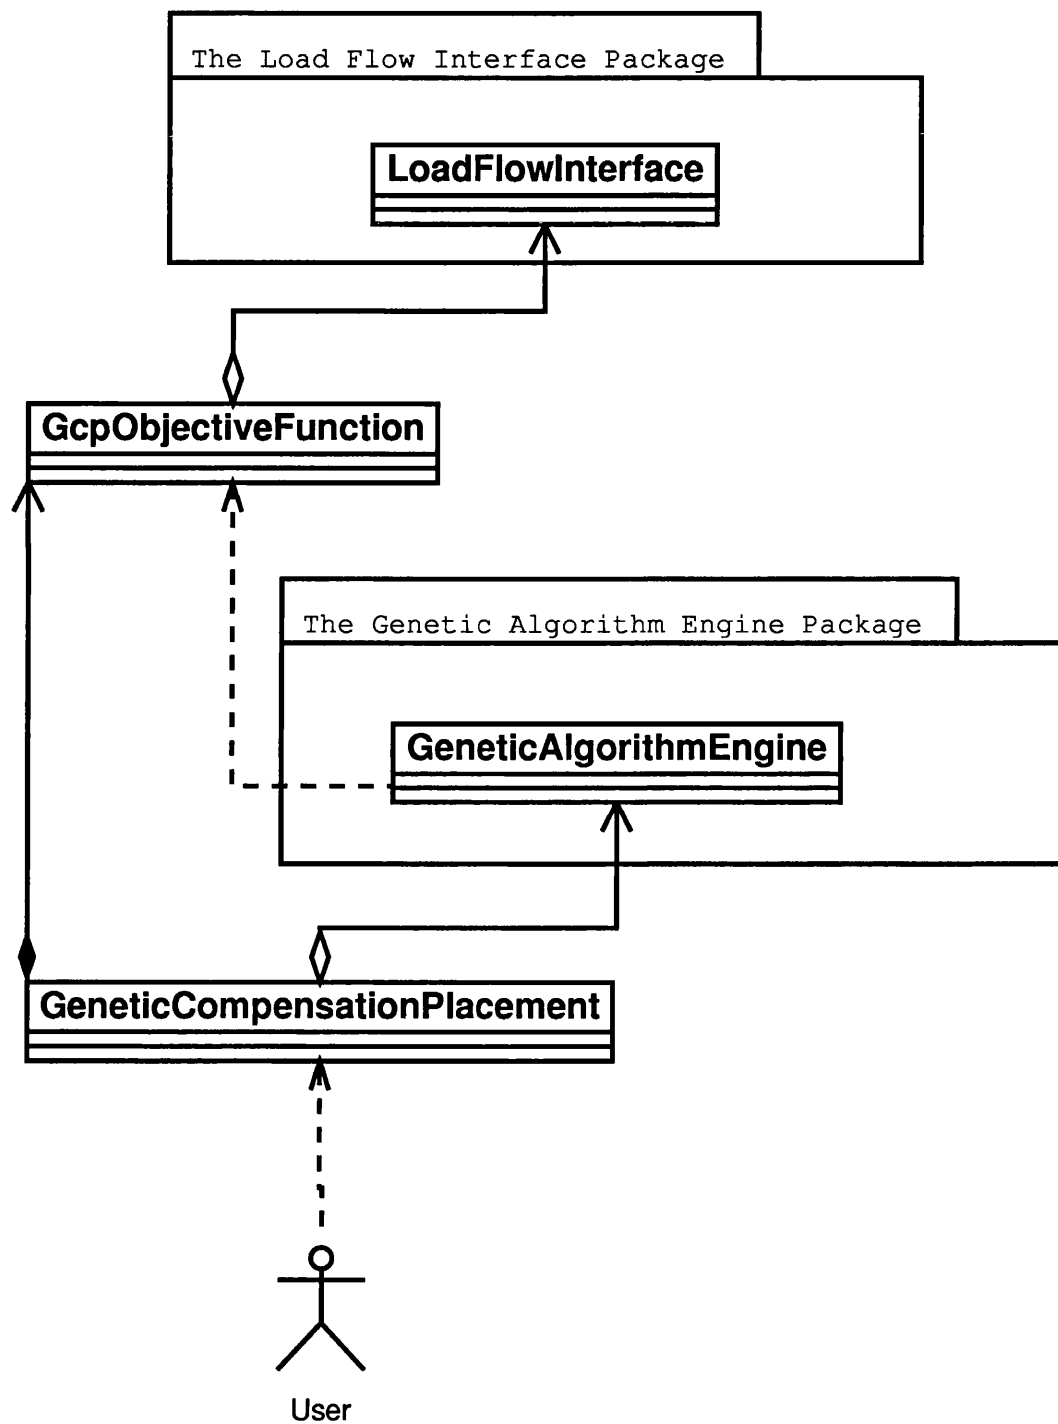 The Load Flow Interface Package
LoadFlowInterface
GcpObjectiveFunction
The Genetic Algorithm Engine Package
GeneticAlgorithmEngine
GeneticCompensationPlacement
User